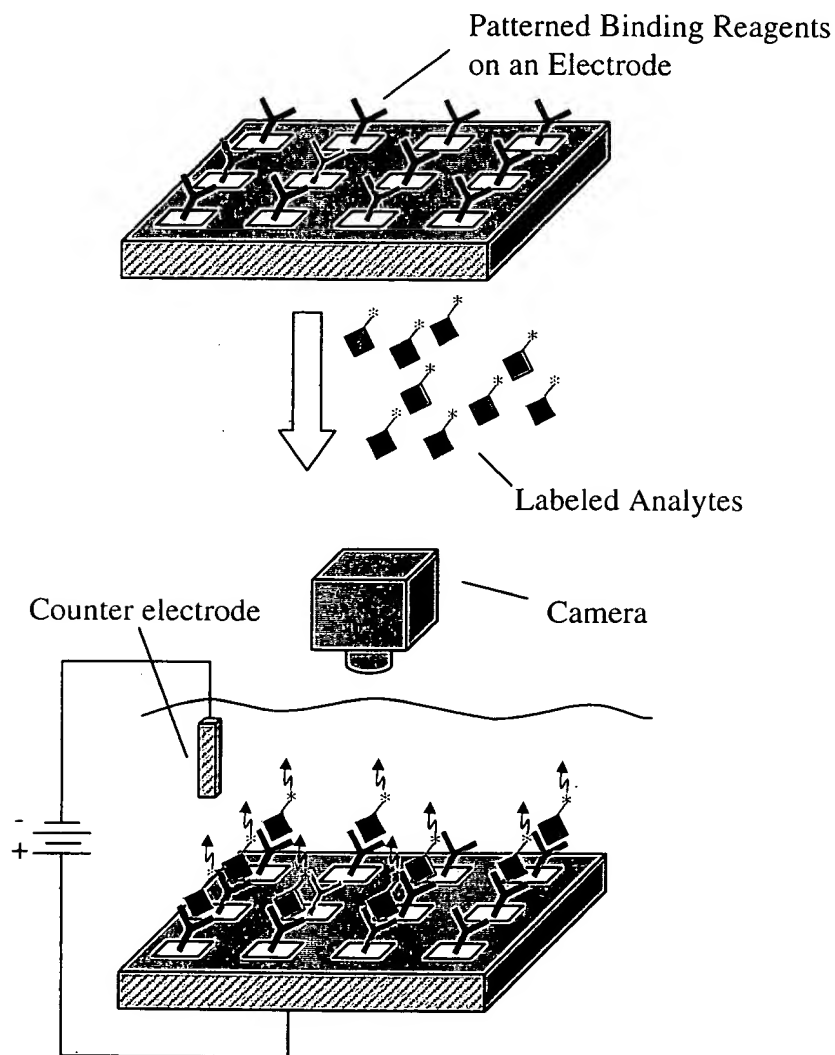 Patterned Binding Reagents
on an Electrode
Labeled Analytes
Camera
Counter electrode
-
+